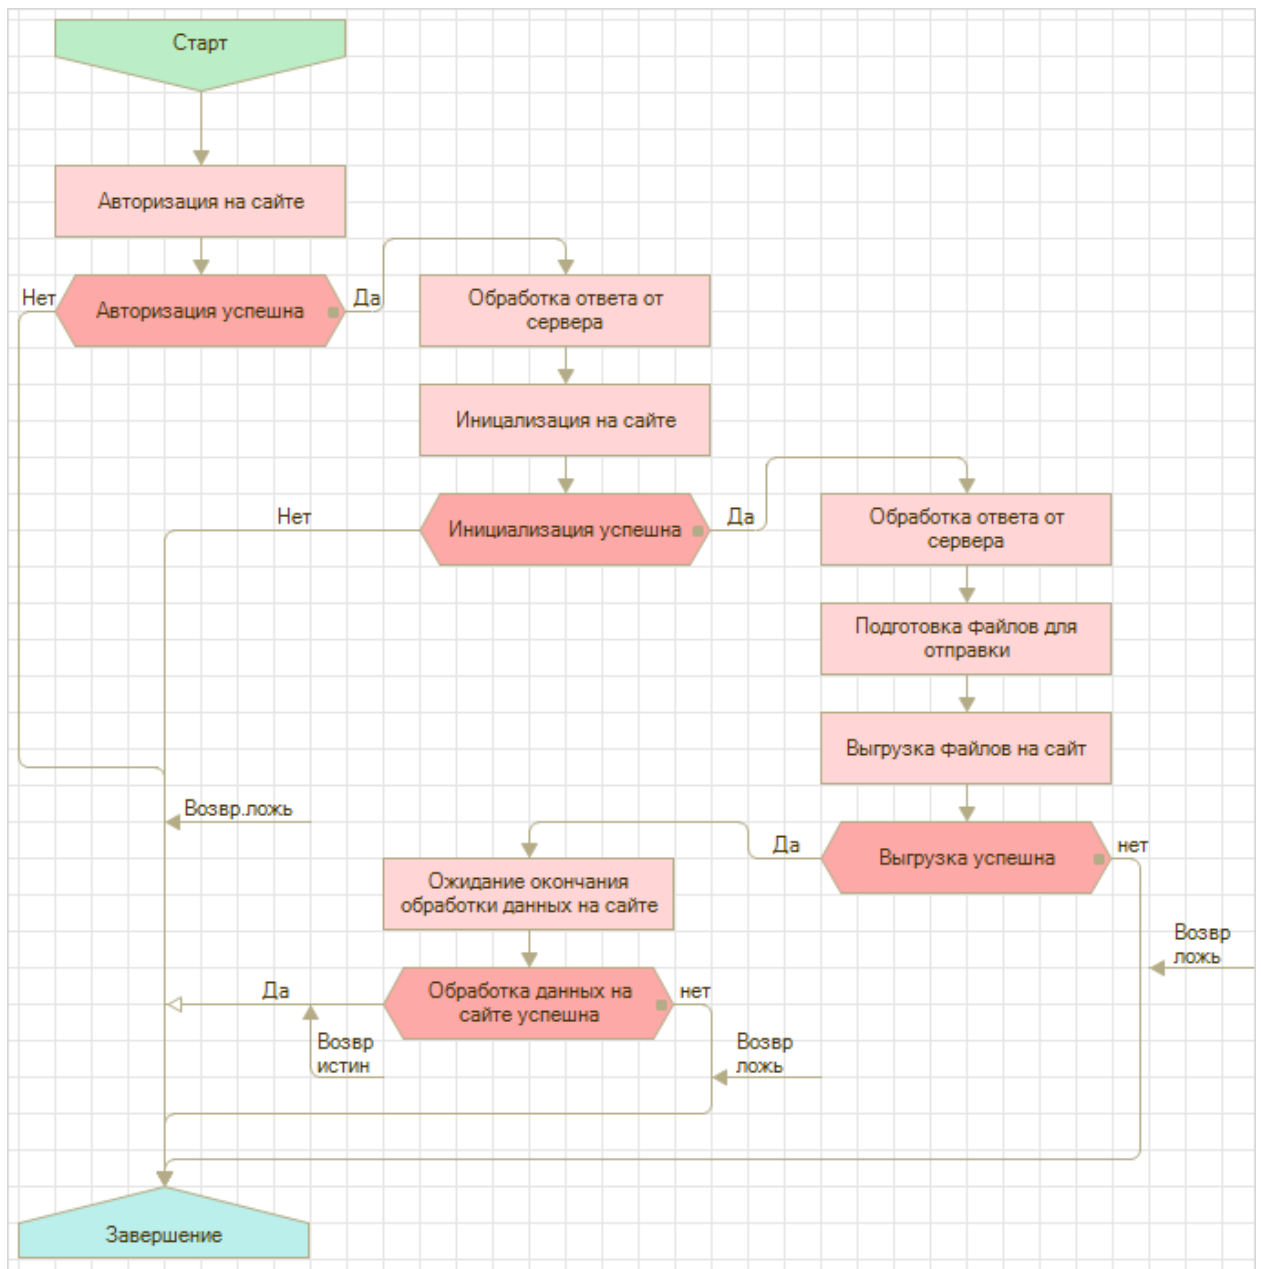 Старт
Авторизация на сайте
Нет
Авторизация успешна
Да
Обработка ответа от
сервера
Иницализация на сайте
Нет
Инициализация успешна
Да
Обработка ответа от
сервера
Подготовка файлов для
отправки
Выгрузка файлов на сайт
Возвр.ложь
Да
Выгрузка успешна
нет
Ожидание окончания
обработки данных на сайте
Возвр
ложь
Да
Обработка данных на
сайте успешна
нет
Возвр
истин
Возвр
ложь
Завершение